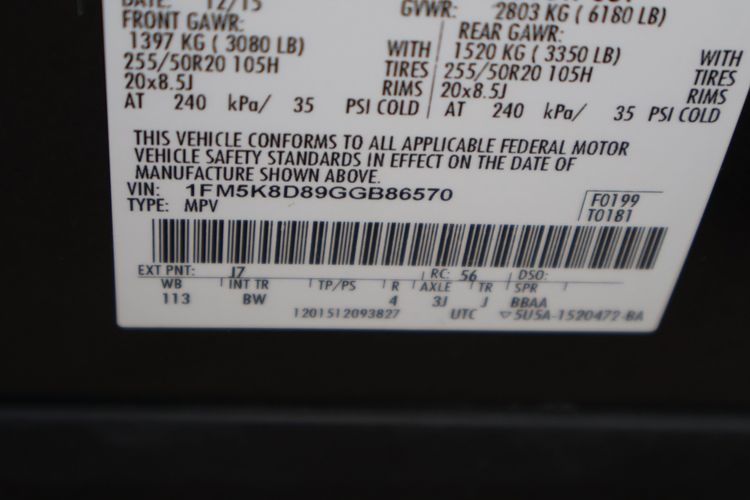 DATE: 12/15
GVWR: 2803 KG ( 6180 LB)
FRONT GAWR: REAR GAWR:
1397 KG ( 3080 LB) WITH 1520 KG ( 3350 LB) WITH
255/50R20 105H TIRES 255/50R20 105H TIRES
20x8.5J RIMS 20x8.5J RIMS
AT 240 kPa/ 35 PSI COLD AT 240 kPa/ 35 PSI COLD
THIS VEHICLE CONFORMS TO ALL APPLICABLE FEDERAL MOTOR
VEHICLE SAFETY STANDARDS IN EFFECT ON THE DATE OF
MANUFACTURE SHOWN ABOVE.
VIN: 1FM5K8D89GGB86570 F0199
TYPE: MPV T0181
EXT PNT: J7 RC: 56 DSO:
WB INT TR TP/PS R AXLE TR SPR
113 BW 4 3J J BBAA
1201512093827 UTC 5U5A-1520472-BA